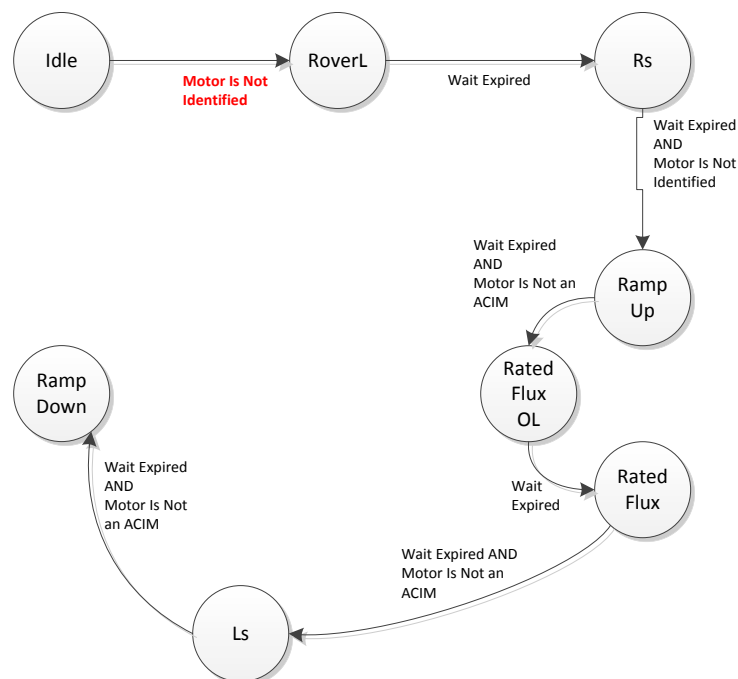 Idle
RoverL
Rs
Motor Is Not
Identified
Wait Expired
Wait Expired
AND
Motor Is Not
Identified
Wait Expired
AND
Motor Is Not an
ACIM
Ramp
Up
Rated
Flux
OL
Ramp
Down
Wait Expired
AND
Motor Is Not
an ACIM
Wait
Expired
Rated
Flux
Wait Expired AND
Motor Is Not an
ACIM
Ls